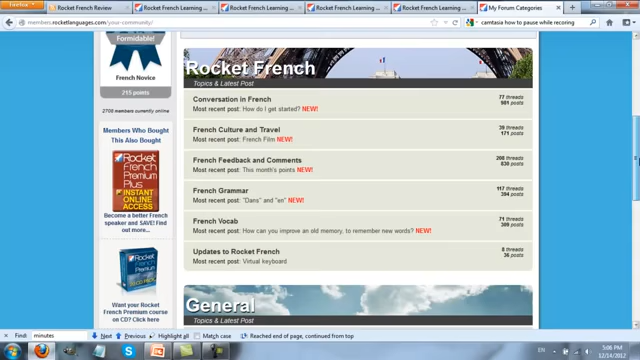 Firefox
Rocket French Review
Rocket French Learning ...
Rocket French Learning ...
Rocket French Learning ...
Rocket French Learning ...
My Forum Categories
members.rocketlanguages.com/your-community/
camtasia how to pause while recoring
Formidable!
French Novice
215 points
2708 members currently online
Members Who Bought
This Also Bought
Rocket
French
Premium
Plus
INSTANT
ONLINE
ACCESS
Become a better French
speaker and SAVE! Find
out more...
Want your Rocket
French Premium course
on CD? Click here
Rocket French
Topics & Latest Post
Conversation in French
Most recent post: How do I get started? NEW!
77 threads
981 posts
French Culture and Travel
Most recent post: French Film NEW!
39 threads
171 posts
French Feedback and Comments
Most recent post: This month's points NEW!
208 threads
830 posts
French Grammar
Most recent post: "Dans" and "en" NEW!
117 threads
394 posts
French Vocab
Most recent post: How can you improve an old memory, to remember new words? NEW!
71 threads
309 posts
Updates to Rocket French
Most recent post: Virtual keyboard
8 threads
36 posts
General
Topics & Latest Post
Find: minutes
Next
Previous
Highlight all
Match case
Reached end of page, continued from top
EN
5:06 PM